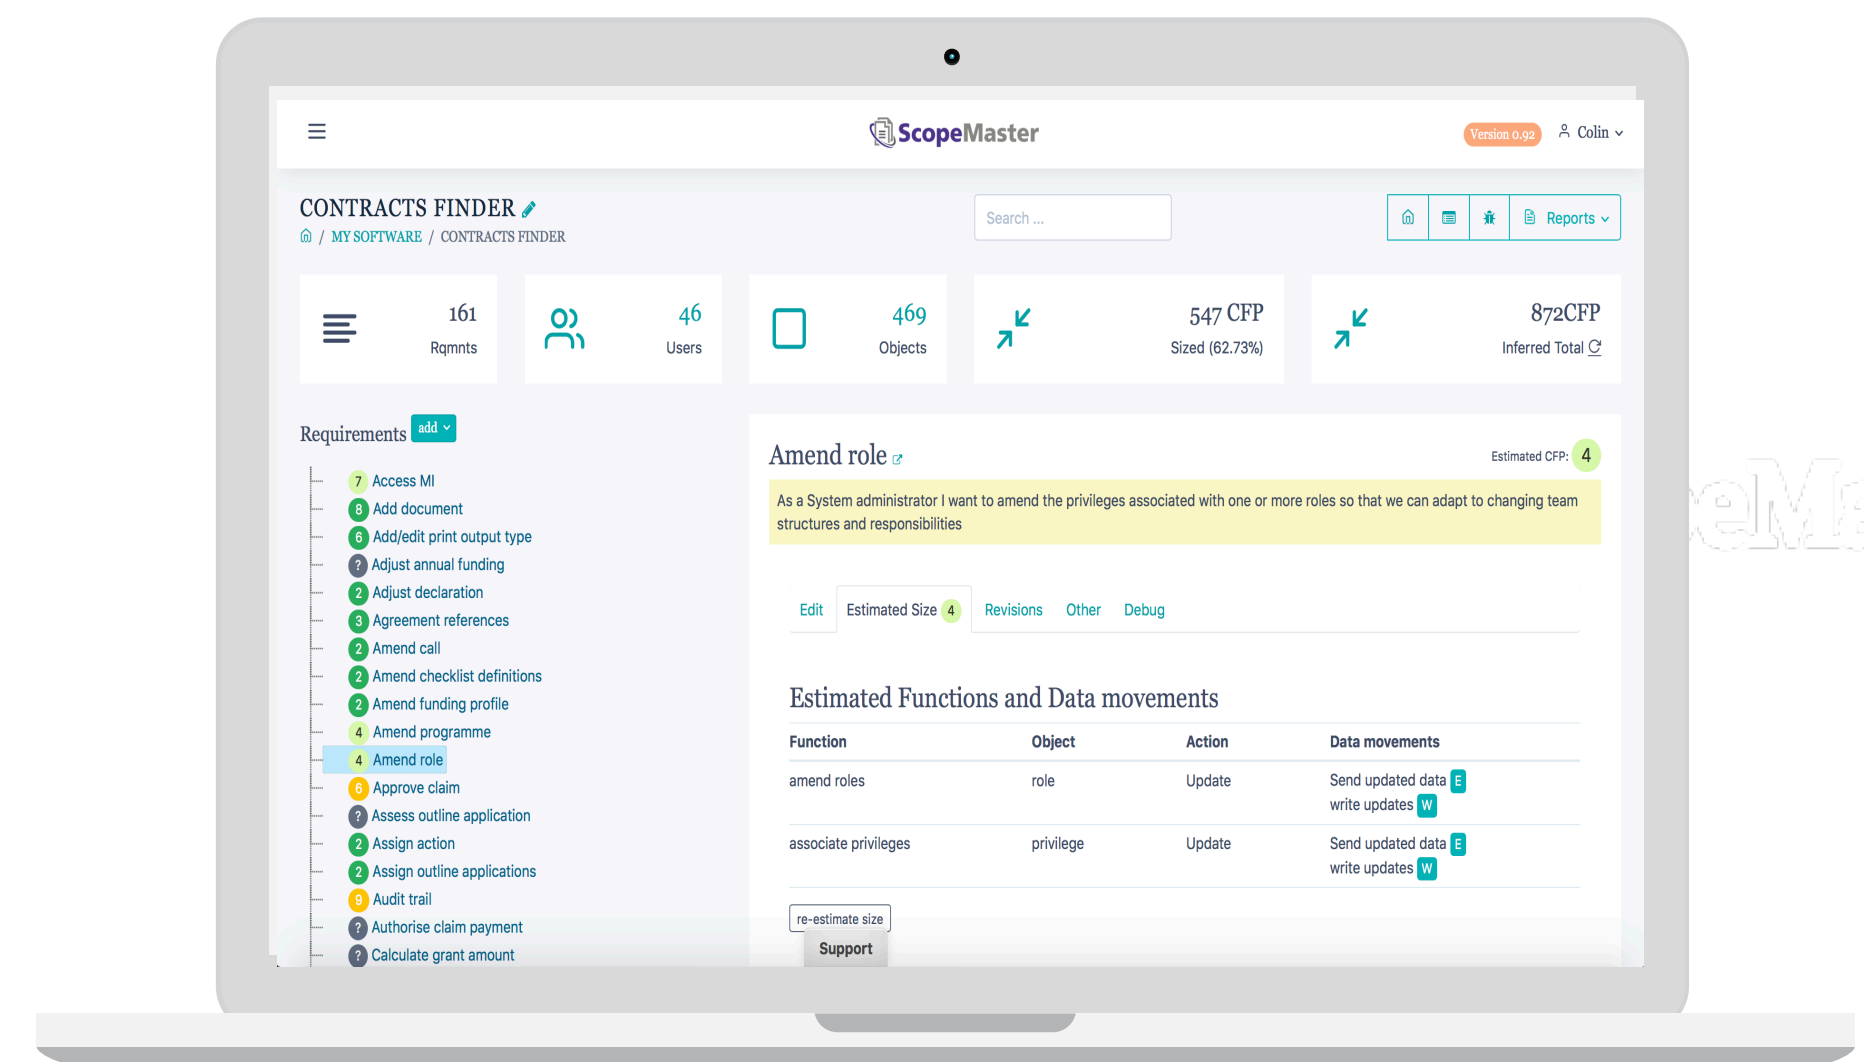 ScopeMaster
Version 0.92
Colin
CONTRACTS FINDER
/ MY SOFTWARE / CONTRACTS FINDER
Search ...
Reports
161
Rqmnts
46
Users
469
Objects
547 CFP
Sized (62.73%)
872CFP
Inferred Total
Requirements add
7 Access MI
8 Add document
6 Add/edit print output type
? Adjust annual funding
2 Adjust declaration
3 Agreement references
2 Amend call
2 Amend checklist definitions
2 Amend funding profile
4 Amend programme
4 Amend role
6 Approve claim
? Assess outline application
2 Assign action
2 Assign outline applications
9 Audit trail
? Authorise claim payment
? Calculate grant amount
Amend role
Estimated CFP: 4
As a System administrator I want to amend the privileges associated with one or more roles so that we can adapt to changing team
structures and responsibilities
Edit Estimated Size 4 Revisions Other Debug
Estimated Functions and Data movements
Function Object Action Data movements
amend roles role Update Send updated data E
write updates W
associate privileges privilege Update Send updated data E
write updates W
re-estimate size
Support